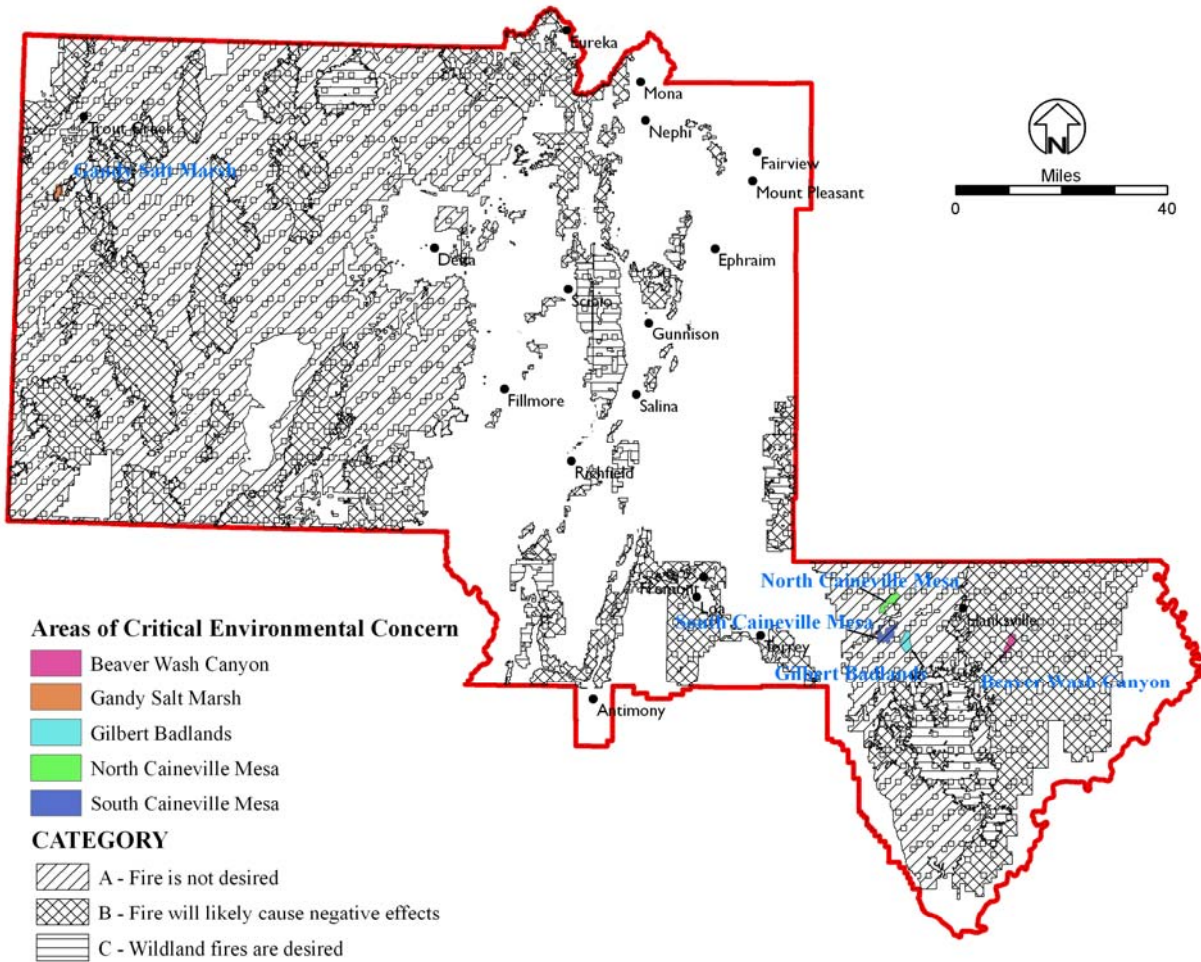 Eureka
Mona
Nephi
Trout Creek
Gandy Salt Marsh
Fairview
Mount Pleasant
N
Miles
0 40
Delta
Ephraim
Scipio
Gunnison
Fillmore
Salina
Richfield
North Caineville Mesa
Fremont
Loa
Hanksville
South Caineville Mesa
Torrey
Gilbert Badlands
Beaver Wash Canyon
Antimony
Areas of Critical Environmental Concern
Beaver Wash Canyon
Gandy Salt Marsh
Gilbert Badlands
North Caineville Mesa
South Caineville Mesa
CATEGORY
A - Fire is not desired
B - Fire will likely cause negative effects
C - Wildland fires are desired